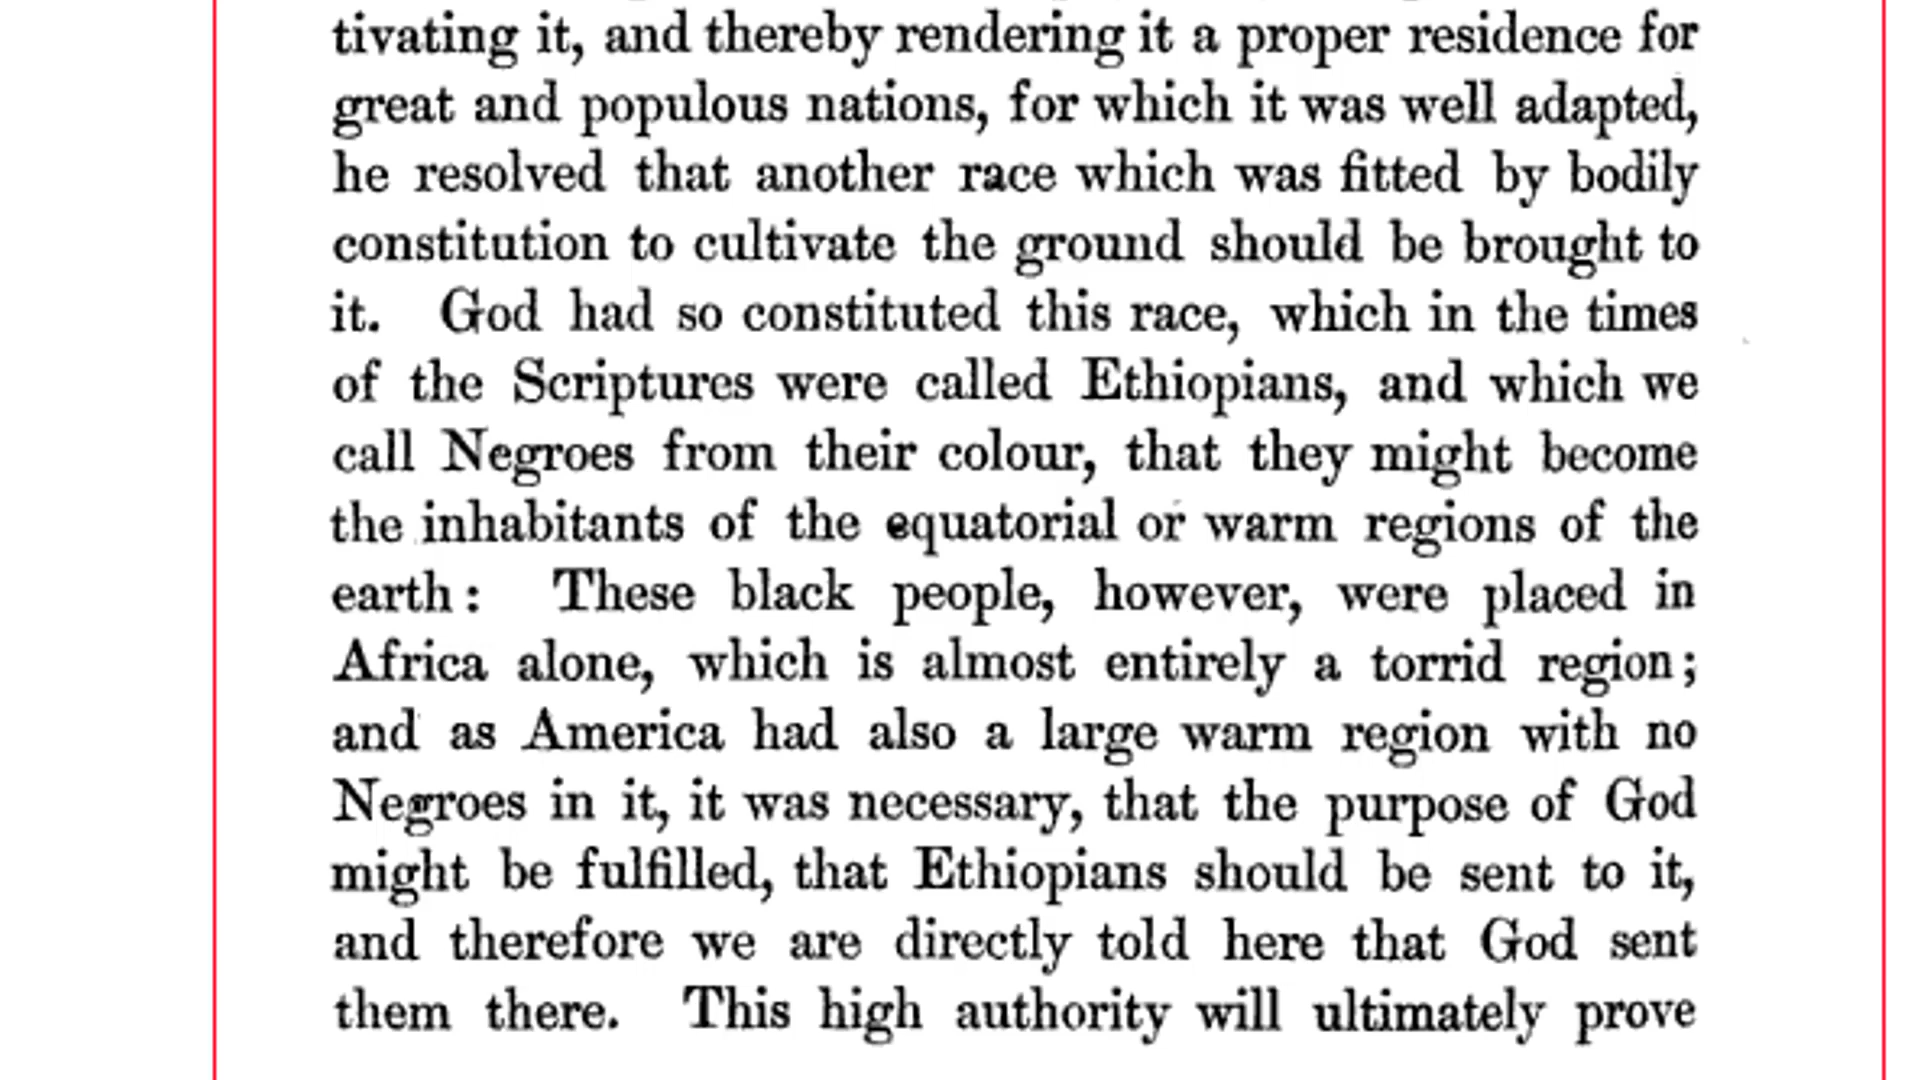 tivating it, and thereby rendering it a proper residence for
great and populous nations, for which it was well adapted,
he resolved that another race which was fitted by bodily
constitution to cultivate the ground should be brought to
it. God had so constituted this race, which in the times
of the Scriptures were called Ethiopians, and which we
call Negroes from their colour, that they might become
the inhabitants of the equatorial or warm regions of the
earth: These black people, however, were placed in
Africa alone, which is almost entirely a torrid region;
and as America had also a large warm region with no
Negroes in it, it was necessary, that the purpose of God
might be fulfilled, that Ethiopians should be sent to it,
and therefore we are directly told here that God sent
them there. This high authority will ultimately prove